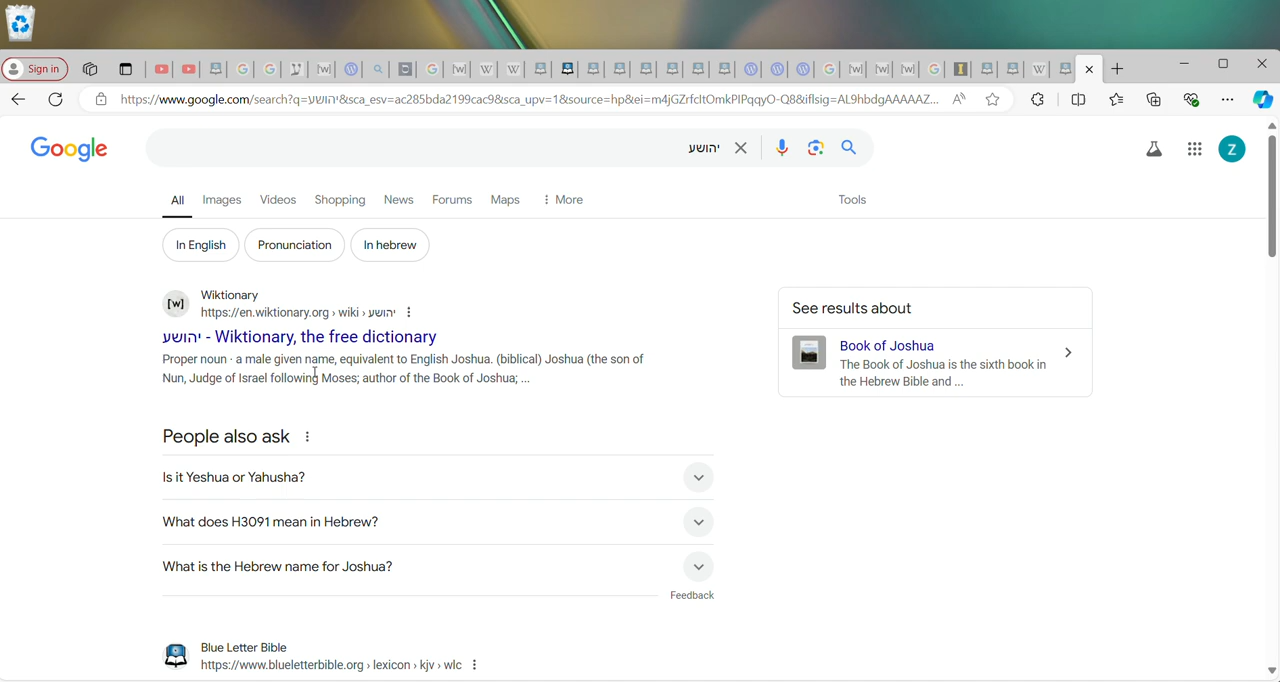 Sign in
https://www.google.com/search?q=יהושע&sca_esv=ac285bda2199cac9&sca_upv=1&source=hp&ei=m4jGZrfcItOmkPIPqqyO-Q8&iflsig=AL9hbdgAAAAAZ...
Google
יהושע
Z
All Images Videos Shopping News Forums Maps More Tools
In English Pronunciation In hebrew
Wiktionary
https://en.wiktionary.org › wiki › יהושע
יהושע - Wiktionary, the free dictionary
Proper noun · a male given name, equivalent to English Joshua. (biblical) Joshua (the son of
Nun, Judge of Israel following Moses; author of the Book of Joshua; ...
See results about
Book of Joshua
The Book of Joshua is the sixth book in
the Hebrew Bible and ...
People also ask
Is it Yeshua or Yahusha?
What does H3091 mean in Hebrew?
What is the Hebrew name for Joshua?
Feedback
Blue Letter Bible
https://www.blueletterbible.org › lexicon › kjv › wlc